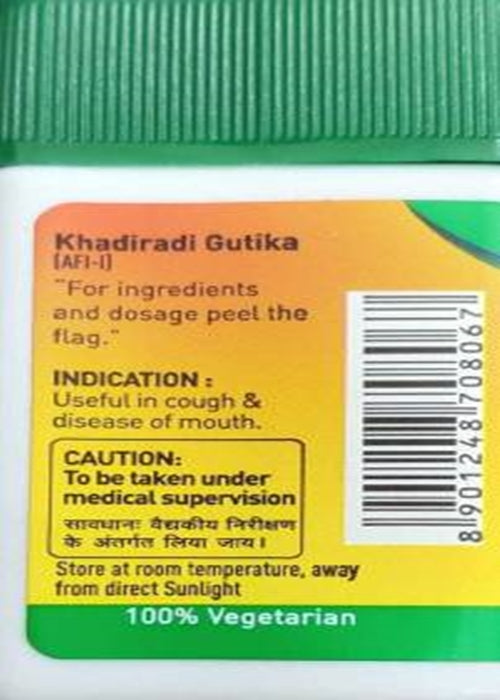 Khadiradi Gutika
(AFI-I)
"For ingredients
and dosage peel the
flag."
INDICATION :
Useful in cough &
disease of mouth.
CAUTION:
To be taken under
medical supervision
सावधानः वैद्यकीय निरीक्षण
के अंतर्गत लिया जाय।
Store at room temperature, away
from direct Sunlight
100% Vegetarian
8 901248 708067